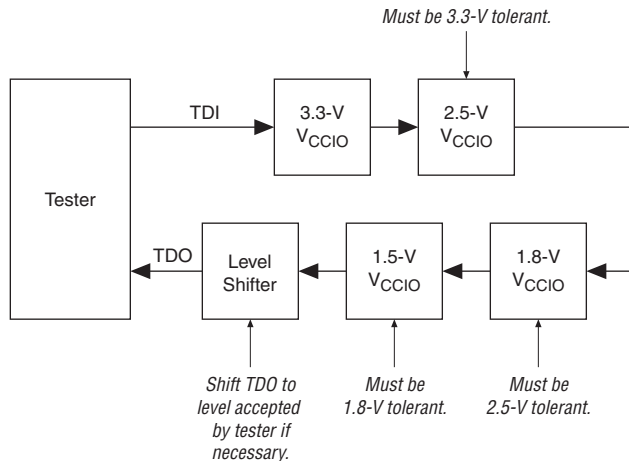 Must be 3.3-V tolerant.
TDI
3.3-V
VCCIO
2.5-V
VCCIO
Tester
TDO
Level
Shifter
1.5-V
VCCIO
1.8-V
VCCIO
Shift TDO to
level accepted
by tester if
necessary.
Must be
1.8-V tolerant.
Must be
2.5-V tolerant.